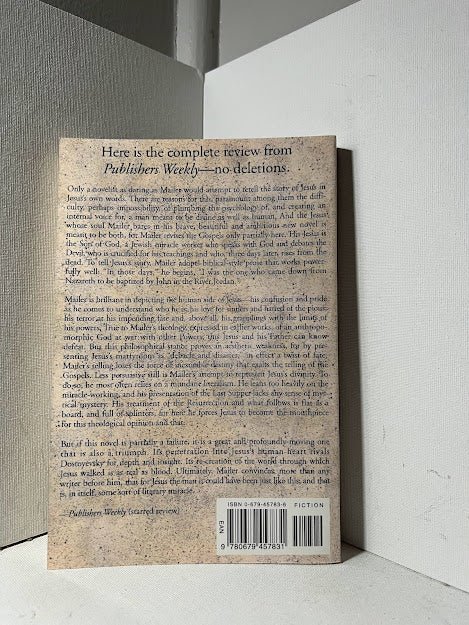 Here is the complete review from
Publishers Weekly—no deletions.
Only a novelist as daring as Mailer would attempt to retell the story of Jesus in
Jesus's own words. There are reasons for this, paramount among them the diffi-
culty, perhaps impossibility, of plumbing the psychology of, and creating an
internal voice for, a man meant to be divine as well as human. And the Jesus
whose soul Mailer bares in his brave, beautiful and ambitious new novel is
meant to be both, for Mailer revises the Gospels only partially here. His Jesus is
the Son of God, a Jewish miracle worker who speaks with God and debates the
Devil, who is crucified for his teachings and who three days later rises from the
dead. To tell Jesus's story, Mailer adopts biblical-style prose that works power-
fully well. "In those days," he begins, "I was the one who came down from
Nazareth to be baptized by John in the River Jordan."
Mailer is brilliant in depicting the human side of Jesus—his confusion and pride
as he comes to understand who he is, his love for sinners and hatred of the pious,
his terror at his impending fate and, above all, his grappling with the limits of
his powers. True to Mailer's theology, expressed in earlier works, of an anthropo-
morphic God at war with other powers, this Jesus and his Father can know
defeat. But this philosophical stance proves an aesthetic weakness, for by pre-
senting Jesus's martyrdom as "debacle and disaster," in effect a twist of fate,
Mailer's telling loses the force of inexorable destiny that exalts the telling of the
Gospels. Less persuasive still is Mailer's attempt to represent Jesus's divinity. To
do so, he most often relies on a mundane literalism. He leans too heavily on the
miracle-working, and his presentation of the Last Supper lacks any sense of mys-
tical mystery. His treatment of the Resurrection and what follows is flat as a
board, and full of splinters, for here he forces Jesus to become the mouthpiece
for this theological opinion and that.
But if this novel is partially a failure, it is a great and profoundly moving one
that is also a triumph. Its penetration into Jesus's human heart rivals
Dostoyevsky for depth and insight. Its re-creation of the world through which
Jesus walked is as real as blood. Ultimately, Mailer convinces, more than any
writer before him, that for Jesus the man it could have been just like this; and that
is, in itself, some sort of literary miracle.
—Publishers Weekly (starred review)
ISBN 0-679-45783-6 FICTION
EAN
9 780679 457831